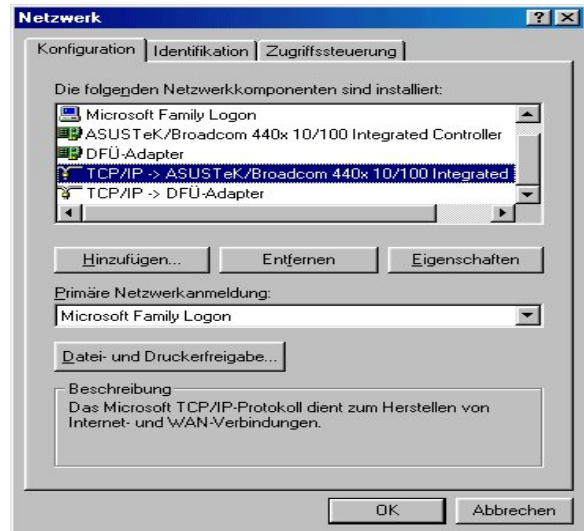 Netzwerk
Konfiguration Identifikation Zugriffssteuerung
Die folgenden Netzwerkkomponenten sind installiert:
Microsoft Family Logon
ASUSTeK/Broadcom 440x 10/100 Integrated Controller
DFÜ-Adapter
TCP/IP -> ASUSTeK/Broadcom 440x 10/100 Integrated
TCP/IP -> DFÜ-Adapter
Hinzufügen... Entfernen Eigenschaften
Primäre Netzwerkanmeldung:
Microsoft Family Logon
Datei- und Druckerfreigabe...
Beschreibung
Das Microsoft TCP/IP-Protokoll dient zum Herstellen von
Internet- und WAN-Verbindungen.
OK Abbrechen